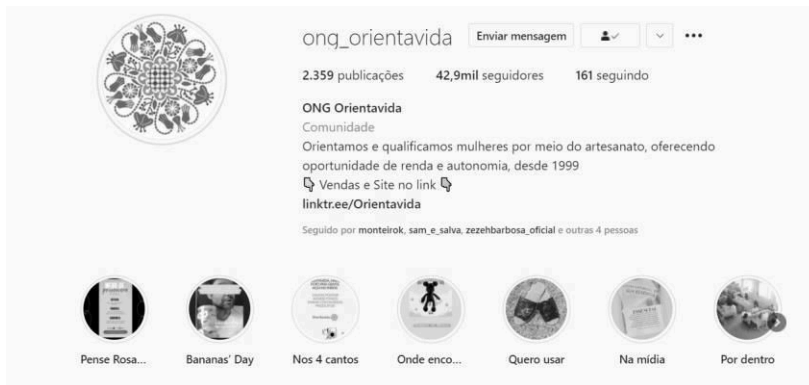 ong_orientavida Enviar mensagem
2.359 publicações 42,9mil seguidores 161 seguindo
ONG Orientavida
Comunidade
Orientamos e qualificamos mulheres por meio do artesanato, oferecendo
oportunidade de renda e autonomia, desde 1999
👇 Vendas e Site no link 👇
linktr.ee/Orientavida
Seguido por monteirok, sam_e_salva, zezehbarbosa_oficial e outras 4 pessoas
Pense Rosa... Bananas' Day Nos 4 cantos Onde enco... Quero usar Na mídia Por dentro